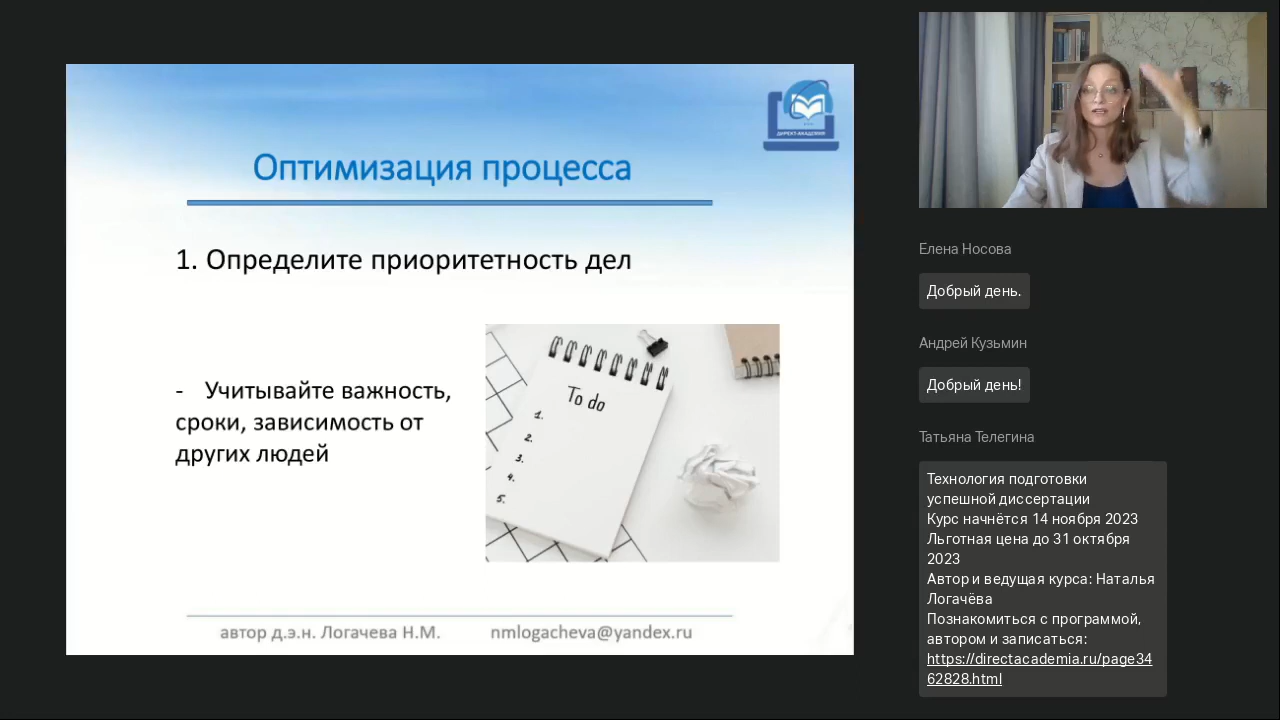 ДИРЕКТ-АКАДЕМИЯ
Оптимизация процесса
1. Определите приоритетность дел
- Учитывайте важность,
сроки, зависимость от
других людей
To do
1.
2.
3.
4.
5.
автор д.э.н. Логачева Н.М. nmlogacheva@yandex.ru
Елена Носова
Добрый день.
Андрей Кузьмин
Добрый день!
Татьяна Телегина
Технология подготовки
успешной диссертации
Курс начнётся 14 ноября 2023
Льготная цена до 31 октября
2023
Автор и ведущая курса: Наталья
Логачёва
Познакомиться с программой,
автором и записаться:
https://directacademia.ru/page34
62828.html